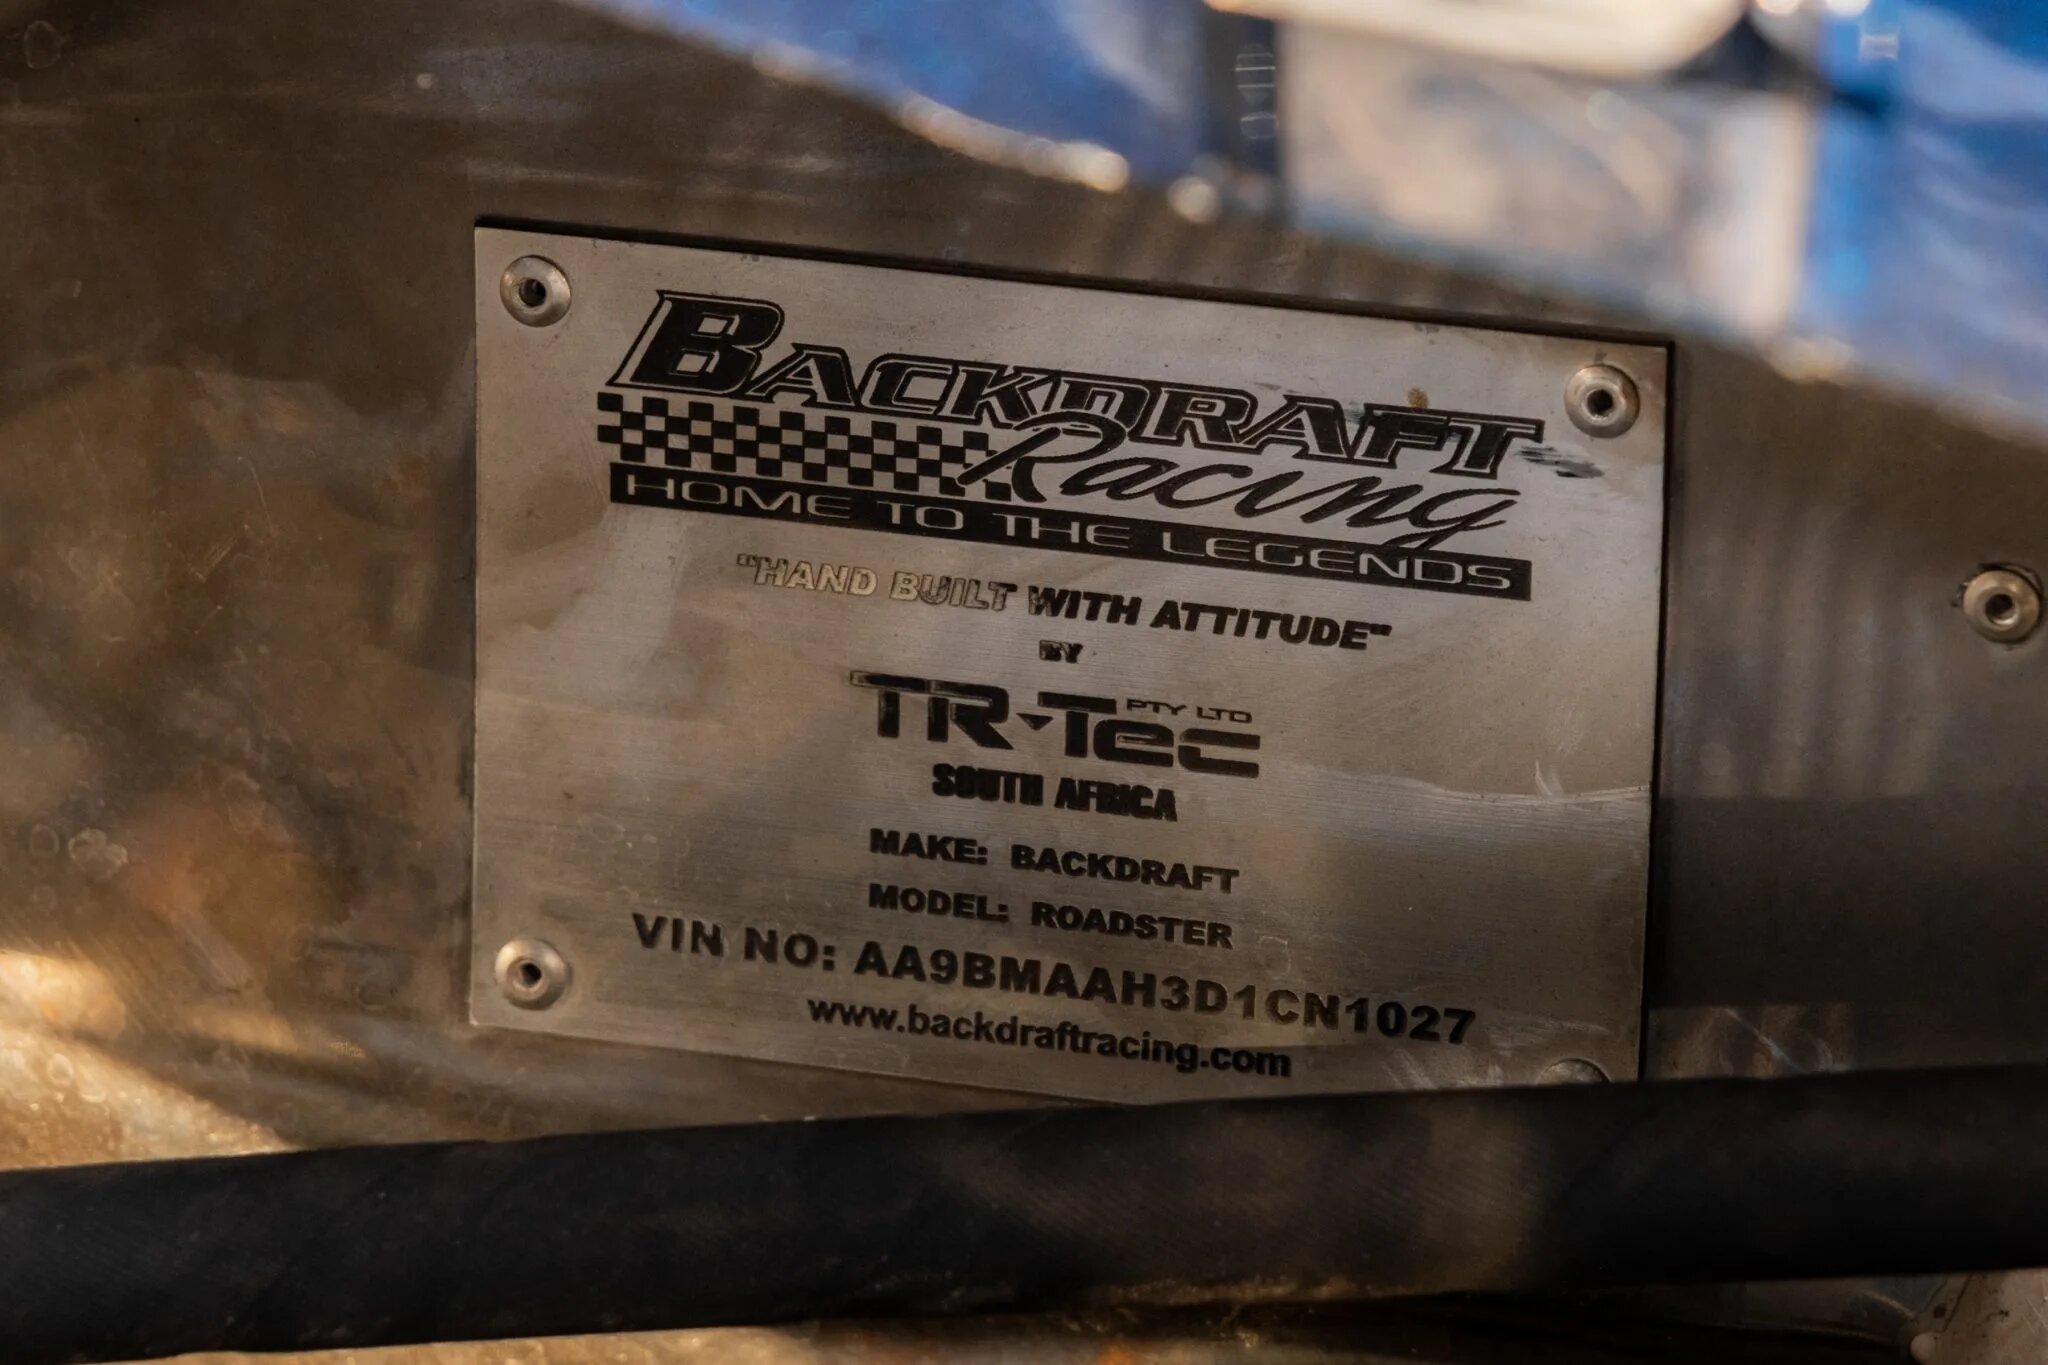 BACKDRAFT
Racing
HOME TO THE LEGENDS
"HAND BUILT WITH ATTITUDE"
BY
TR-Tec PTY LTD
SOUTH AFRICA
MAKE: BACKDRAFT
MODEL: ROADSTER
VIN NO: AA9BMAAH3D1CN1027
www.backdraftracing.com